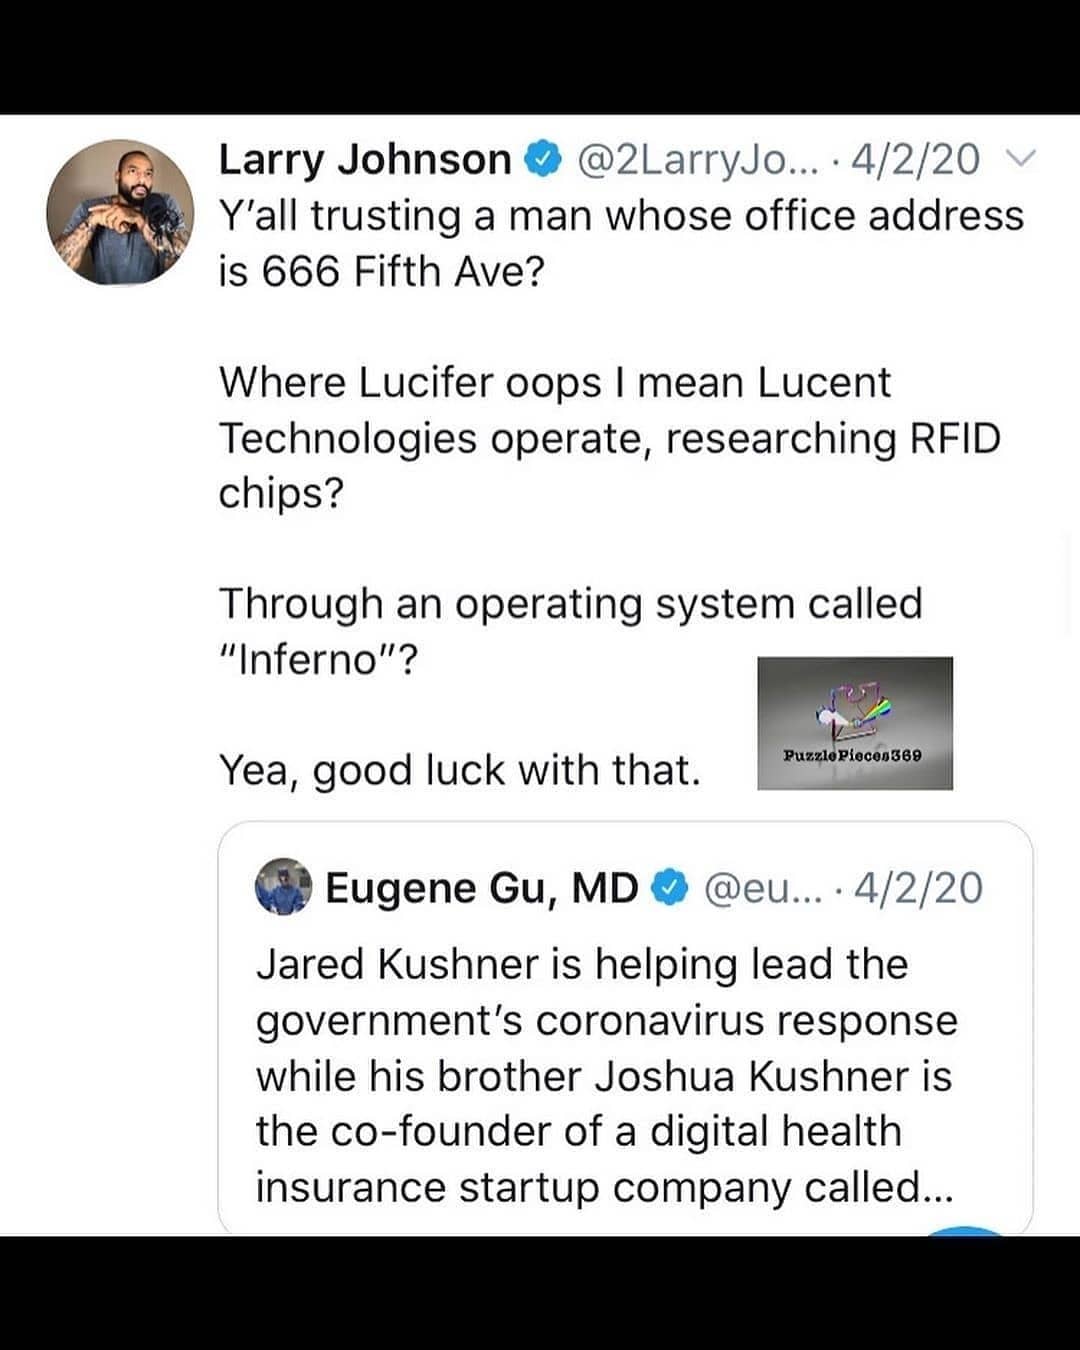 Larry Johnson @2LarryJo... · 4/2/20
Y'all trusting a man whose office address
is 666 Fifth Ave?
Where Lucifer oops I mean Lucent
Technologies operate, researching RFID
chips?
Through an operating system called
"Inferno"?
Yea, good luck with that.
PuzzlePieces369
Eugene Gu, MD @eu... · 4/2/20
Jared Kushner is helping lead the
government's coronavirus response
while his brother Joshua Kushner is
the co-founder of a digital health
insurance startup company called...